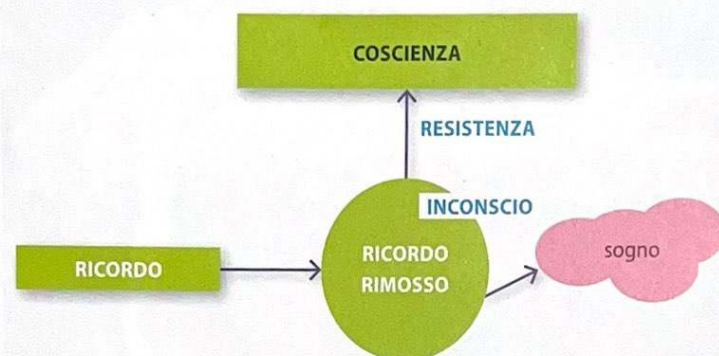 COSCIENZA
RESISTENZA
INCONSCIO
RICORDO
RICORDO
RIMOSSO
sogno